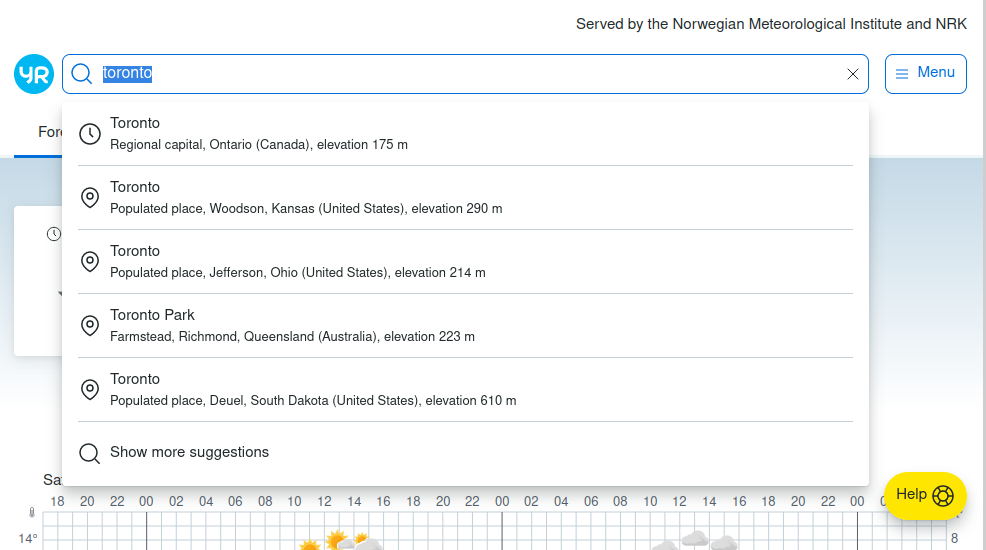 Served by the Norwegian Meteorological Institute and NRK
YR
toronto
Menu
Toronto
Regional capital, Ontario (Canada), elevation 175 m
Toronto
Populated place, Woodson, Kansas (United States), elevation 290 m
Toronto
Populated place, Jefferson, Ohio (United States), elevation 214 m
Toronto Park
Farmstead, Richmond, Queensland (Australia), elevation 223 m
Toronto
Populated place, Deuel, South Dakota (United States), elevation 610 m
Show more suggestions
Help
18 20 22 00 02 04 06 08 10 12 14 16 18 20 22 00 02 04 06 08 10 12 14 16 18 20 22 00
14° 8